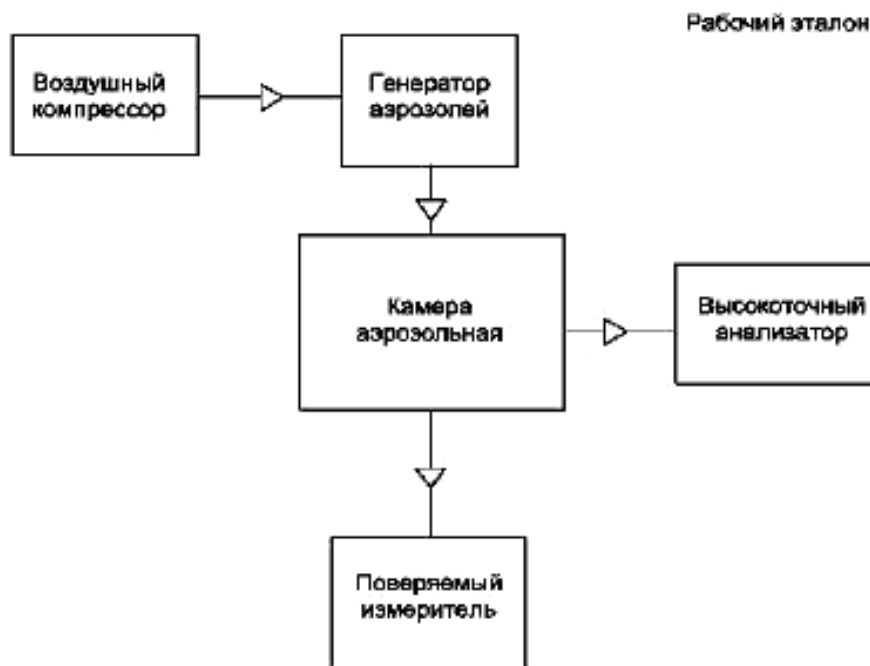 Рабочий эталон
Воздушный
компрессор
Генератор
аэрозолей
Камера
аэрозольная
Высокоточный
анализатор
Поверяемый
измеритель